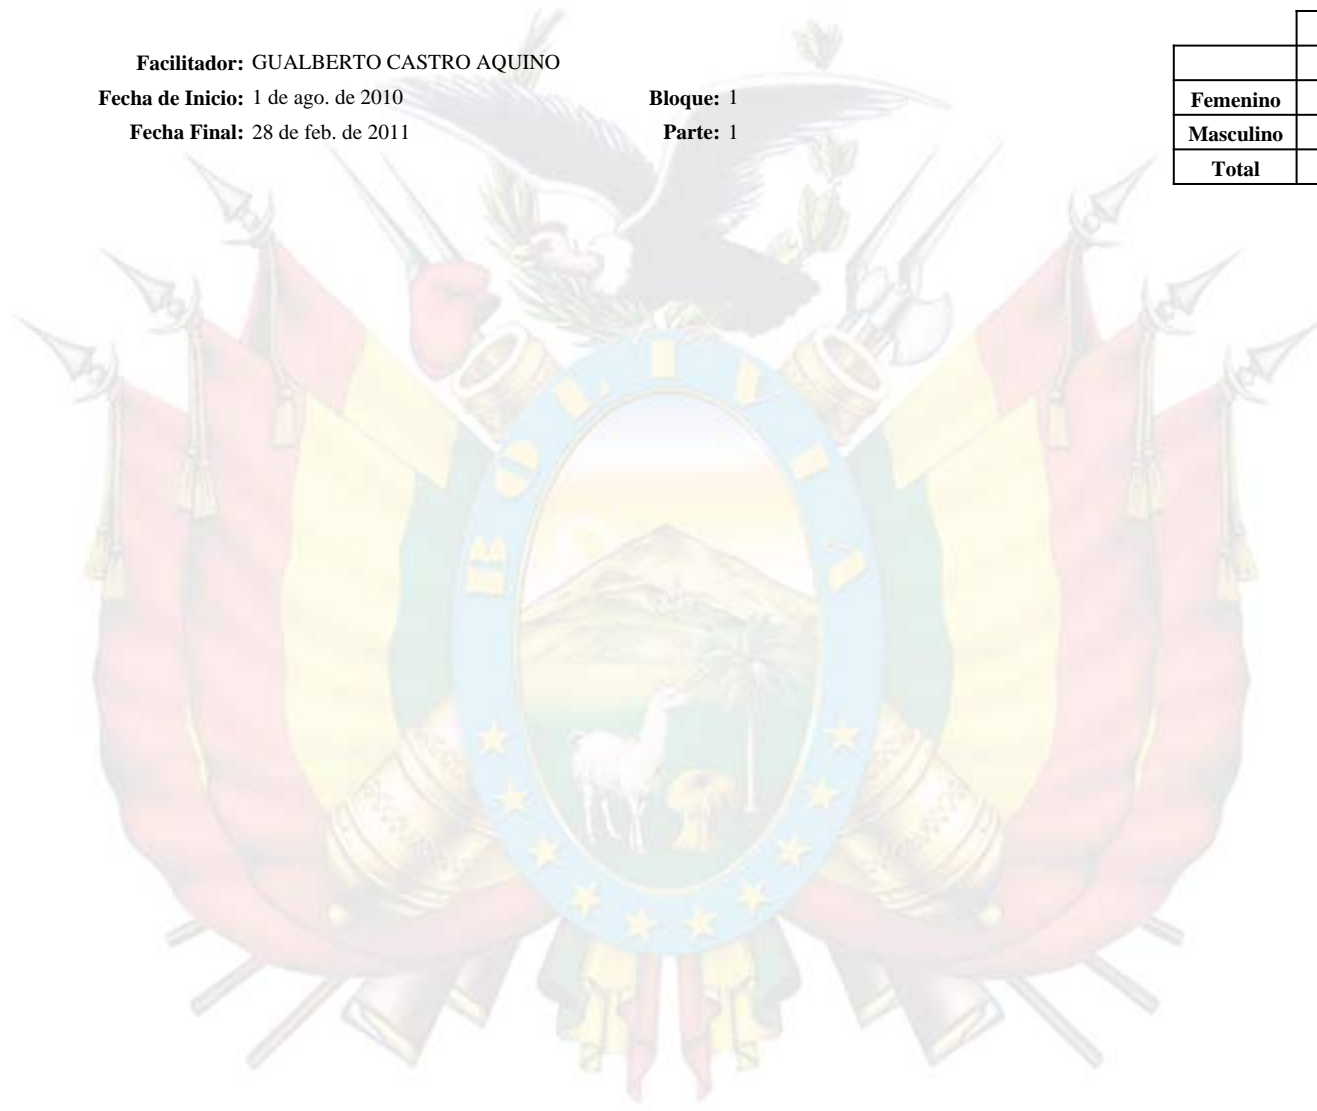 Facilitador: GUALBERTO CASTRO AQUINO
Fecha de Inicio: 1 de ago. de 2010 Bloque: 1
Fecha Final: 28 de feb. de 2011 Parte: 1
Femenino
Masculino
Total
BOLIVIA